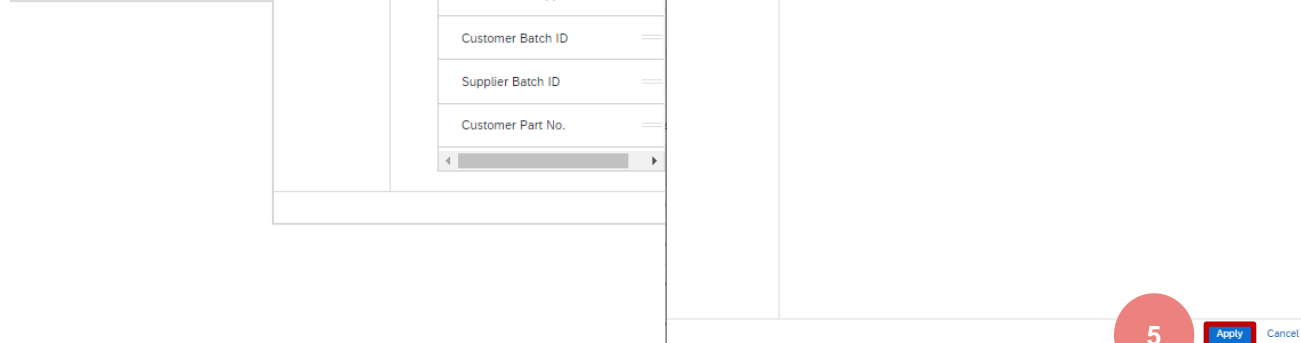 Customer Batch ID
Supplier Batch ID
Customer Part No.
5
Apply
Cancel